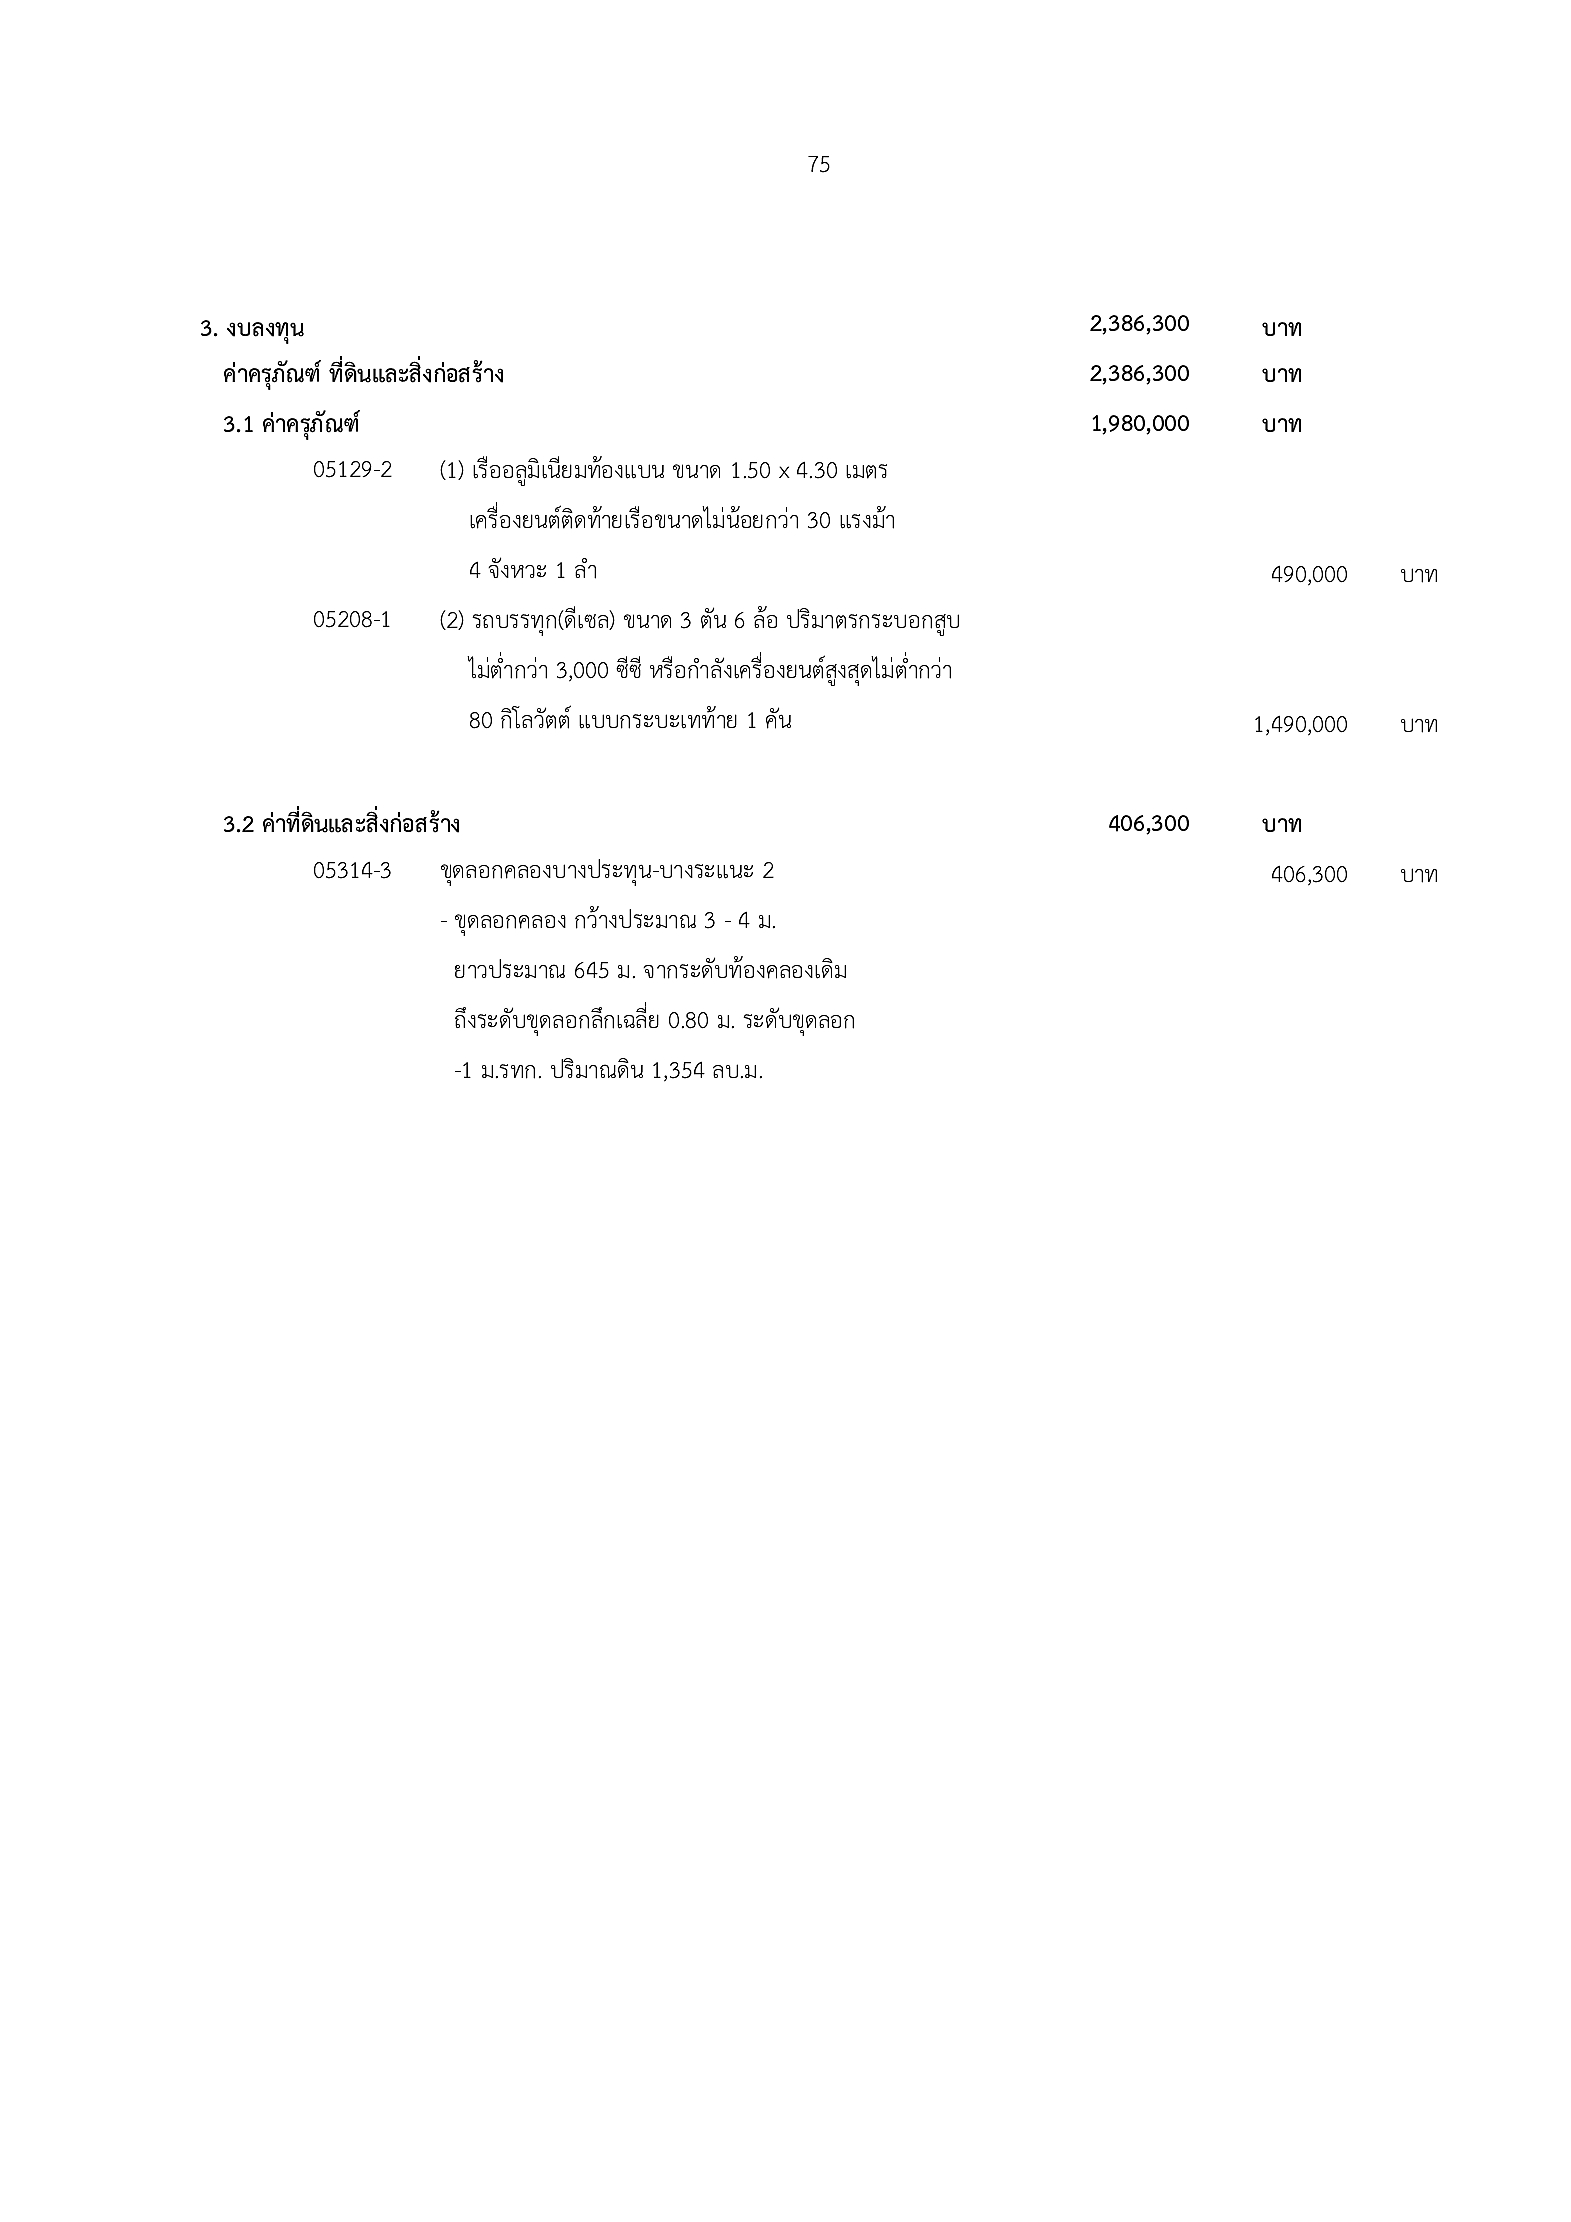 75
3. งบลงทุน 2,386,300 บาท
ค่าครุภัณฑ์ ที่ดินและสิ่งก่อสร้าง 2,386,300 บาท
3.1 ค่าครุภัณฑ์ 1,980,000 บาท
05129-2 (1) เรืออลูมิเนียมท้องแบน ขนาด 1.50 x 4.30 เมตร
เครื่องยนต์ติดท้ายเรือขนาดไม่น้อยกว่า 30 แรงม้า
4 จังหวะ 1 ลำ 490,000 บาท
05208-1 (2) รถบรรทุก(ดีเซล) ขนาด 3 ตัน 6 ล้อ ปริมาตรกระบอกสูบ
ไม่ต่ำกว่า 3,000 ซีซี หรือกำลังเครื่องยนต์สูงสุดไม่ต่ำกว่า
80 กิโลวัตต์ แบบกระบะเทท้าย 1 คัน 1,490,000 บาท
3.2 ค่าที่ดินและสิ่งก่อสร้าง 406,300 บาท
05314-3 ขุดลอกคลองบางประทุน-บางระแนะ 2 406,300 บาท
- ขุดลอกคลอง กว้างประมาณ 3 - 4 ม.
ยาวประมาณ 645 ม. จากระดับท้องคลองเดิม
ถึงระดับขุดลอกลึกเฉลี่ย 0.80 ม. ระดับขุดลอก
-1 ม.รทก. ปริมาณดิน 1,354 ลบ.ม.